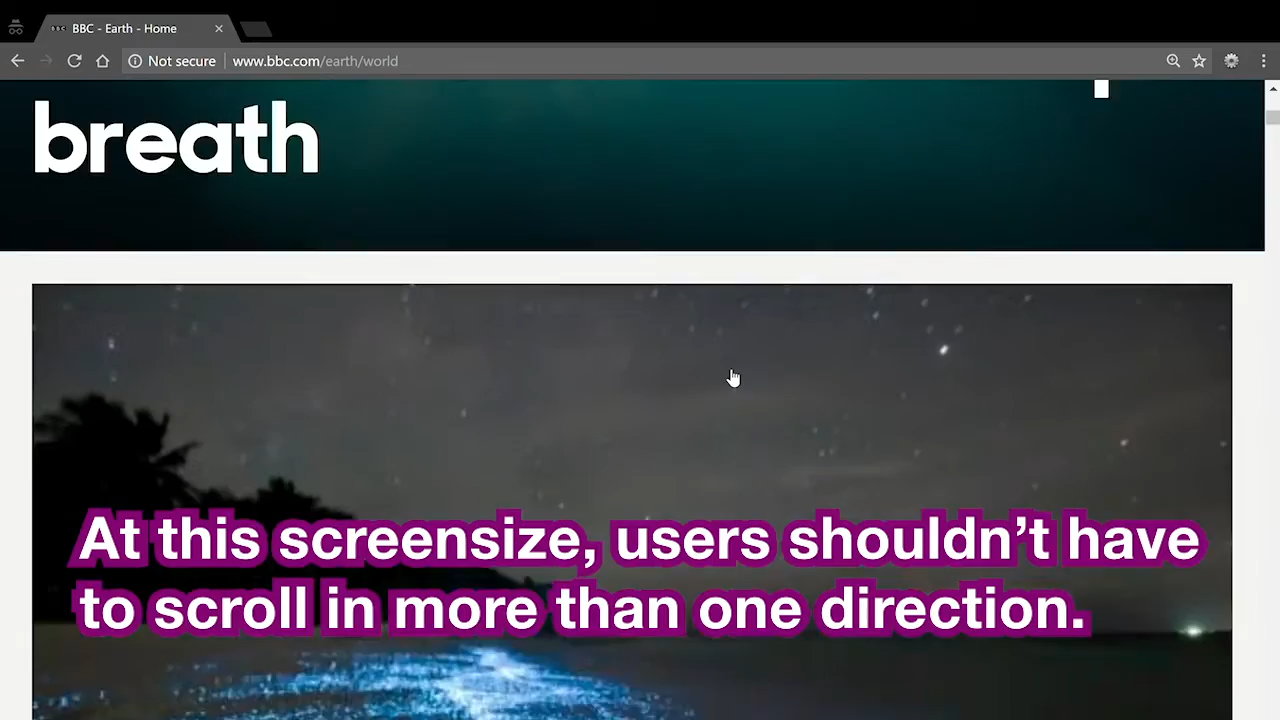 BBC - Earth - Home
Not secure www.bbc.com/earth/world
breath
At this screensize, users shouldn’t have
to scroll in more than one direction.